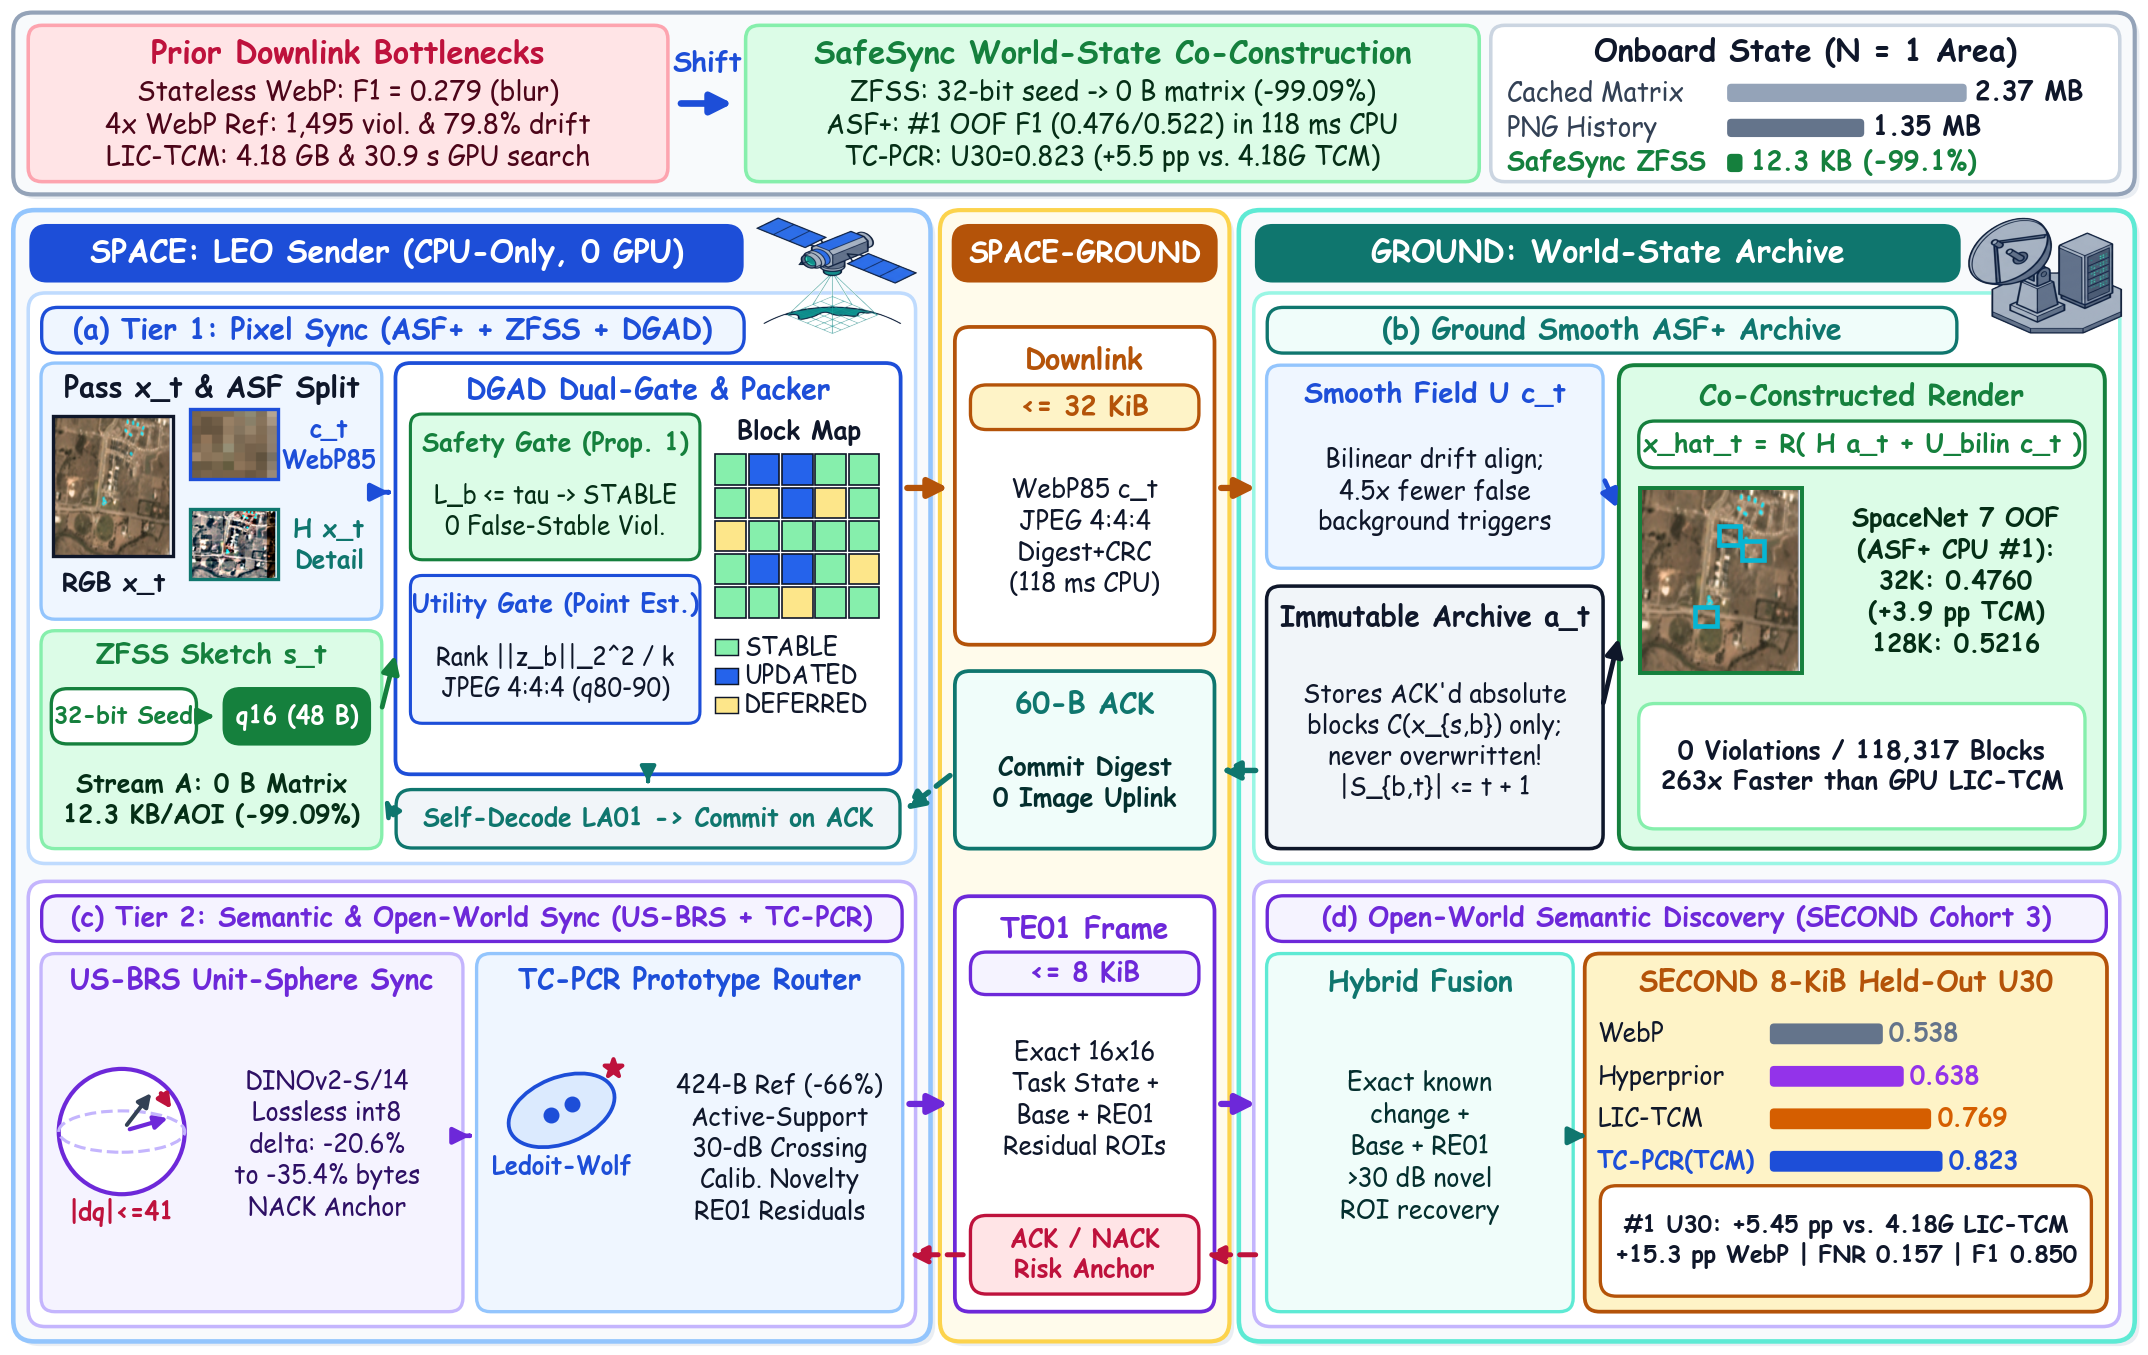 Prior Downlink Bottlenecks
Stateless WebP: F1 = 0.279 (blur)
4x WebP Ref: 1,495 viol. & 79.8% drift
LIC-TCM: 4.18 GB & 30.9 s GPU search
Shift
SafeSync World-State Co-Construction
ZFSS: 32-bit seed -> 0 B matrix (-99.09%)
ASF+: #1 OOF F1 (0.476/0.522) in 118 ms CPU
TC-PCR: U30=0.823 (+5.5 pp vs. 4.18G TCM)
Onboard State (N = 1 Area)
Cached Matrix 2.37 MB
PNG History 1.35 MB
SafeSync ZFSS 12.3 KB (-99.1%)
SPACE: LEO Sender (CPU-Only, 0 GPU)
(a) Tier 1: Pixel Sync (ASF+ + ZFSS + DGAD)
Pass x_t & ASF Split
c_t
WebP85
H x_t
Detail
RGB x_t
ZFSS Sketch s_t
32-bit Seed
q16 (48 B)
Stream A: 0 B Matrix
12.3 KB/AOI (-99.09%)
DGAD Dual-Gate & Packer
Safety Gate (Prop. 1)
L_b <= tau -> STABLE
0 False-Stable Viol.
Utility Gate (Point Est.)
Rank ||z_b||_2^2 / k
JPEG 4:4:4 (q80-90)
Block Map
STABLE
UPDATED
DEFERRED
Self-Decode LA01 -> Commit on ACK
SPACE-GROUND
Downlink
<= 32 KiB
WebP85 c_t
JPEG 4:4:4
Digest+CRC
(118 ms CPU)
60-B ACK
Commit Digest
0 Image Uplink
GROUND: World-State Archive
(b) Ground Smooth ASF+ Archive
Smooth Field U c_t
Bilinear drift align;
4.5x fewer false
background triggers
Immutable Archive a_t
Stores ACK'd absolute
blocks C(x_{s,b}) only;
never overwritten!
|S_{b,t}| <= t + 1
Co-Constructed Render
x_hat_t = R( H a_t + U_bilin c_t )
SpaceNet 7 OOF
(ASF+ CPU #1):
32K: 0.4760
(+3.9 pp TCM)
128K: 0.5216
0 Violations / 118,317 Blocks
263x Faster than GPU LIC-TCM
(c) Tier 2: Semantic & Open-World Sync (US-BRS + TC-PCR)
US-BRS Unit-Sphere Sync
|dq|<=41
DINOv2-S/14
Lossless int8
delta: -20.6%
to -35.4% bytes
NACK Anchor
TC-PCR Prototype Router
Ledoit-Wolf
424-B Ref (-66%)
Active-Support
30-dB Crossing
Calib. Novelty
RE01 Residuals
TE01 Frame
<= 8 KiB
Exact 16x16
Task State +
Base + RE01
Residual ROIs
ACK / NACK
Risk Anchor
(d) Open-World Semantic Discovery (SECOND Cohort 3)
Hybrid Fusion
Exact known
change +
Base + RE01
>30 dB novel
ROI recovery
SECOND 8-KiB Held-Out U30
WebP 0.538
Hyperprior 0.638
LIC-TCM 0.769
TC-PCR(TCM) 0.823
#1 U30: +5.45 pp vs. 4.18G LIC-TCM
+15.3 pp WebP | FNR 0.157 | F1 0.850